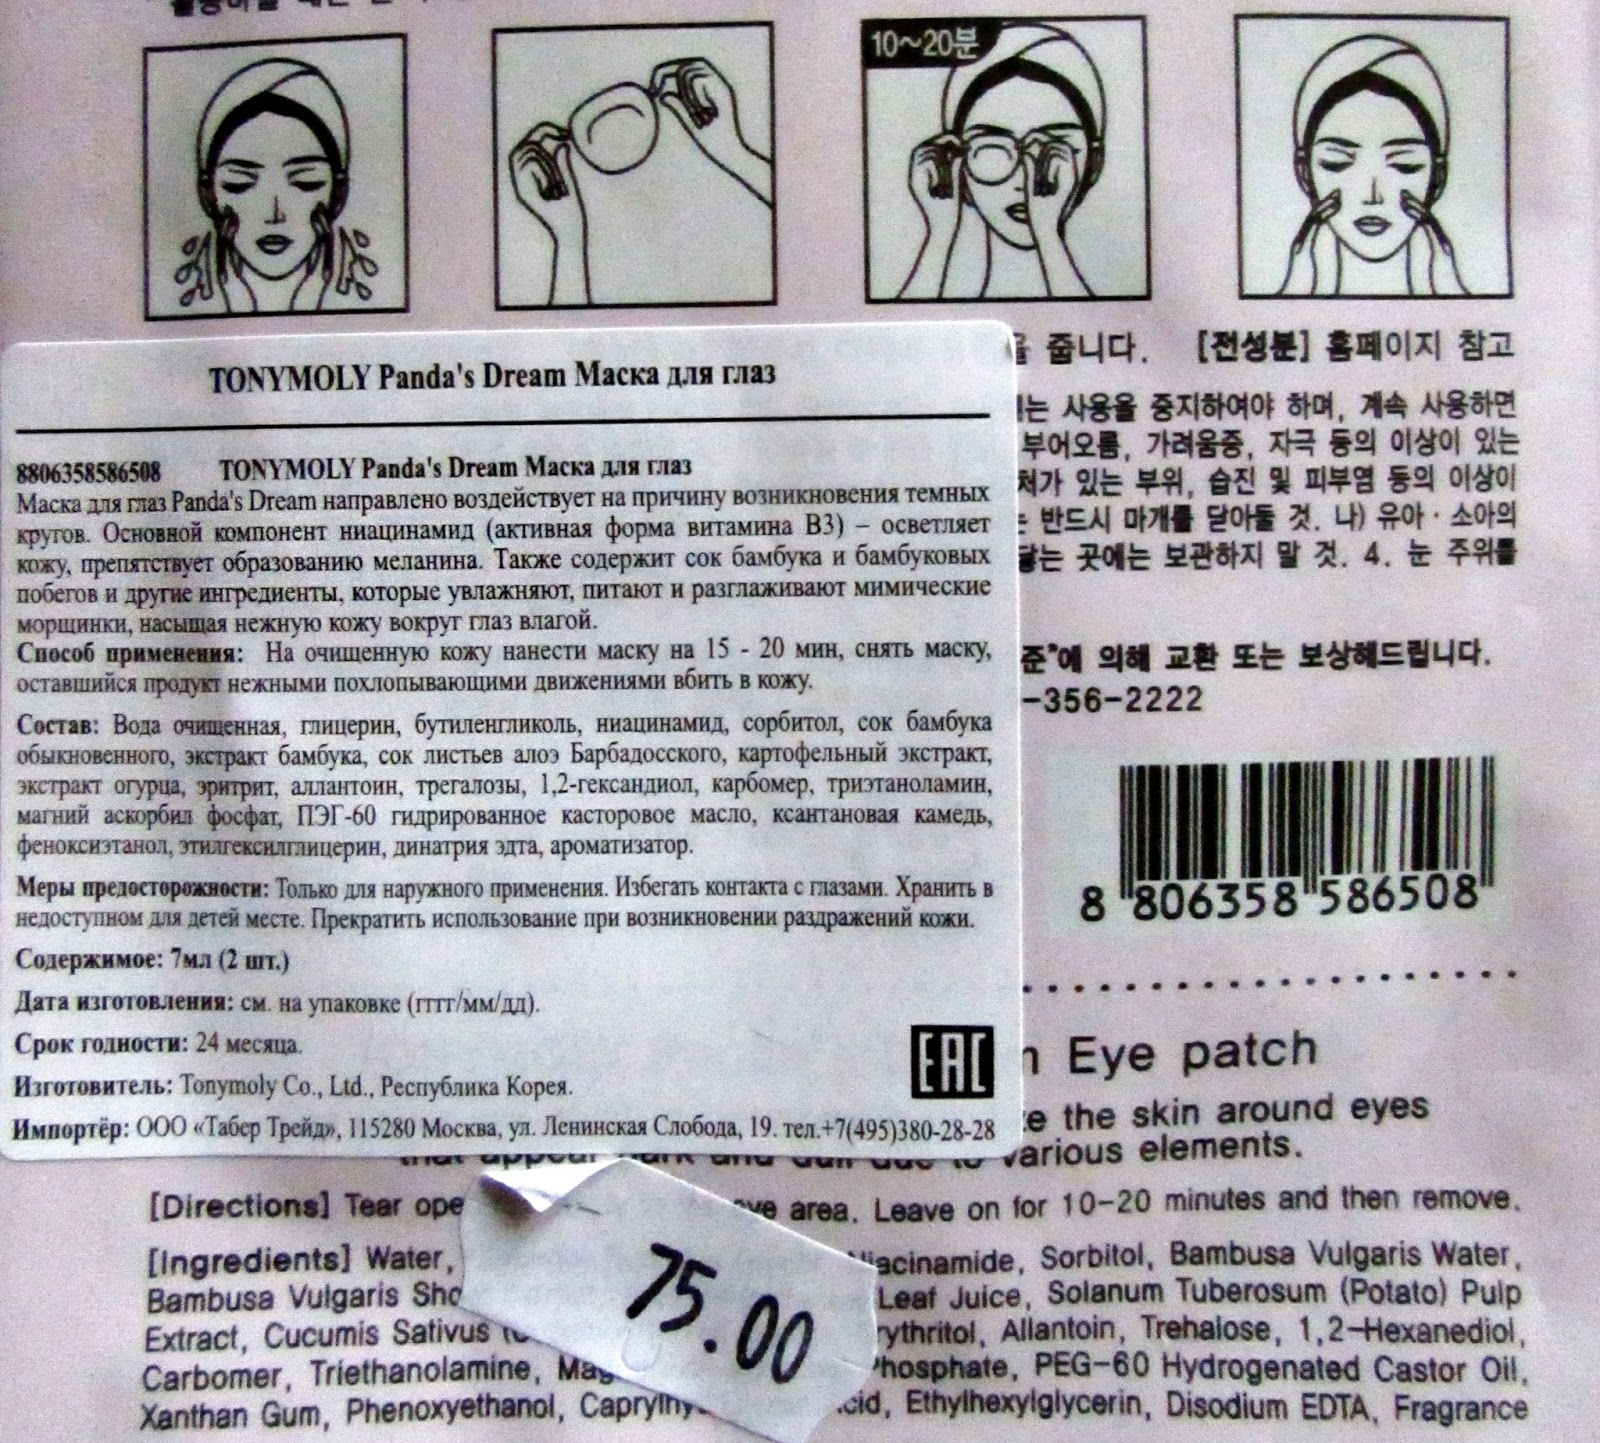 10~20분
줍니다. [전성분] 홈페이지 참고
는 사용을 중지하여야 하며, 계속 사용하면
부어오름, 가려움증, 자극 등의 이상이 있는
처가 있는 부위, 습진 및 피부염 등의 이상이
반드시 마개를 닫아둘 것. 나) 유아·소아의
닿는 곳에는 보관하지 말 것. 4. 눈 주위를
준"에 의해 교환 또는 보상해드립니다.
-356-2222
TONYMOLY Panda's Dream Маска для глаз
8806358586508 TONYMOLY Panda's Dream Маска для глаз
Маска для глаз Panda's Dream направлено воздействует на причину возникновения темных
кругов. Основной компонент ниацинамид (активная форма витамина В3) – осветляет
кожу, препятствует образованию меланина. Также содержит сок бамбука и бамбуковых
побегов и другие ингредиенты, которые увлажняют, питают и разглаживают мимические
морщинки, насыщая нежную кожу вокруг глаз влагой.
Способ применения: На очищенную кожу нанести маску на 15 - 20 мин, снять маску,
оставшийся продукт нежными похлопывающими движениями вбить в кожу.
Состав: Вода очищенная, глицерин, бутиленгликоль, ниацинамид, сорбитол, сок бамбука
обыкновенного, экстракт бамбука, сок листьев алоэ Барбадосского, картофельный экстракт,
экстракт огурца, эритрит, аллантоин, трегалозы, 1,2-гександиол, карбомер, триэтаноламин,
магний аскорбил фосфат, ПЭГ-60 гидрированное касторовое масло, ксантановая камедь,
феноксиэтанол, этилгексилглицерин, динатрия эдта, ароматизатор.
Меры предосторожности: Только для наружного применения. Избегать контакта с глазами. Хранить в
недоступном для детей месте. Прекратить использование при возникновении раздражений кожи.
Содержимое: 7мл (2 шт.)
Дата изготовления: см. на упаковке (гггг/мм/дд).
Срок годности: 24 месяца.
Изготовитель: Tonymoly Co., Ltd., Республика Корея.
Импортёр: ООО «Табер Трейд», 115280 Москва, ул. Ленинская Слобода, 19. тел.+7(495)380-28-28
EAC
8 806358 586508
Eye patch
the skin around eyes
that appear dark and dull due to various elements.
[Directions] Tear ope eye area. Leave on for 10-20 minutes and then remove.
[Ingredients] Water, Niacinamide, Sorbitol, Bambusa Vulgaris Water,
Bambusa Vulgaris Sho Leaf Juice, Solanum Tuberosum (Potato) Pulp
Extract, Cucumis Sativus rythritol, Allantoin, Trehalose, 1,2-Hexanediol,
Carbomer, Triethanolamine, Mag Phosphate, PEG-60 Hydrogenated Castor Oil,
Xanthan Gum, Phenoxyethanol, Caprylhy cid, Ethylhexylglycerin, Disodium EDTA, Fragrance
75.00